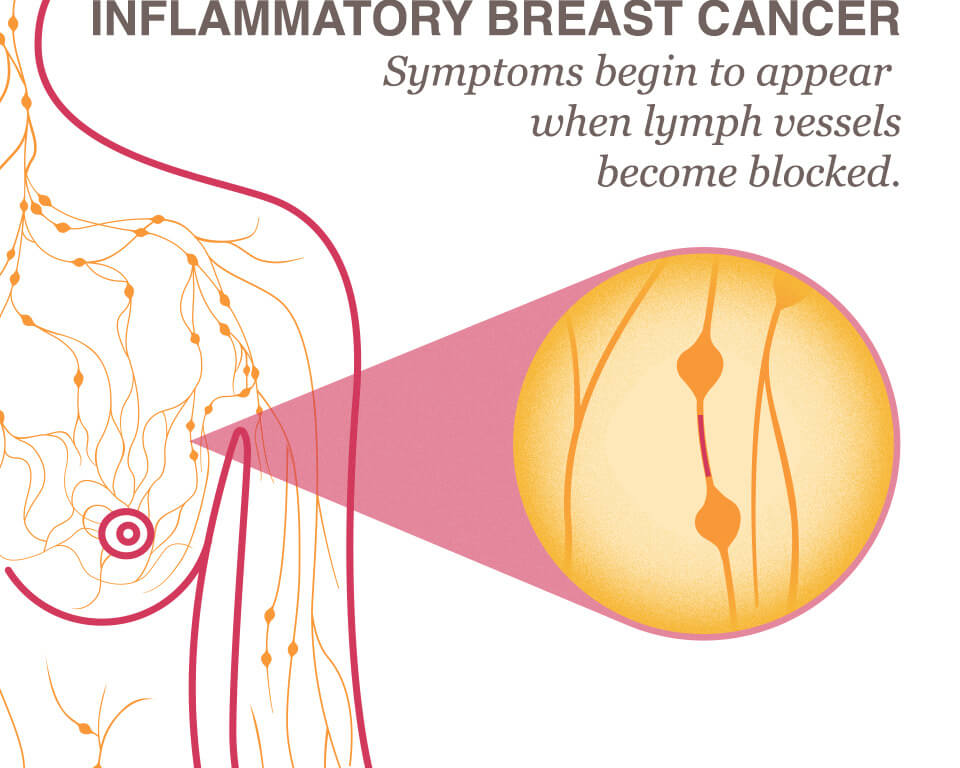 INFLAMMATORY BREAST CANCER
Symptoms begin to appear
when lymph vessels
become blocked.